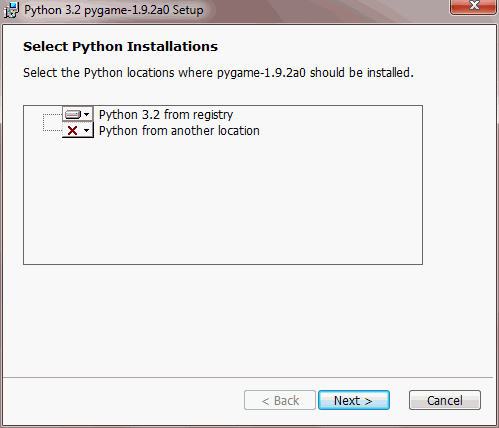 Python 3.2 pygame-1.9.2a0 Setup
Select Python Installations
Select the Python locations where pygame-1.9.2a0 should be installed.
Python 3.2 from registry
Python from another location
< Back Next > Cancel